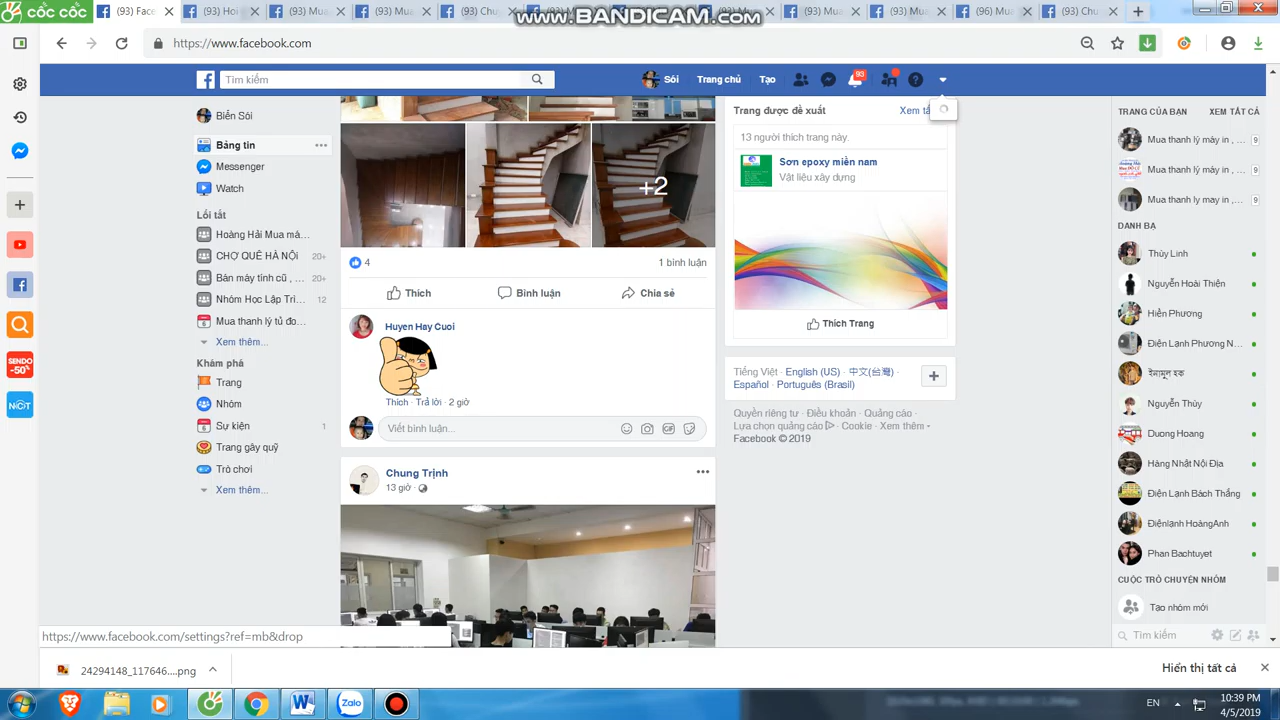 CỐC CỐC
(93) Face
(93) Hoi
(93) Mua
(93) Mu
(93) Chu
WWW.BANDICAM.COM
(93) Mu
(93) Mua
(96) Mua
(93) Chu
https://www.facebook.com
Tìm kiếm
Sói
Trang chủ
Tạo
93
Biển Sói
Bảng tin
Messenger
Watch
Lối tắt
Hoàng Hải Mua mà...
CHỢ QUÊ HÀ NỘI 20+
Bán máy tính cũ , ... 20+
Nhóm Học Lập Trì... 12
Mua thanh lý tủ đo...
Xem thêm...
Khám phá
Trang
Nhóm
Sự kiện 1
Trang gây quỹ
Trò chơi
Xem thêm...
+2
4
1 bình luận
Thích
Bình luận
Chia sẻ
Huyen Hay Cuoi
Thích · Trả lời · 2 giờ
Viết bình luận...
GIF
Chung Trịnh
13 giờ
Trang được đề xuất
Xem tấ
13 người thích trang này.
Sơn epoxy miền nam
Vật liệu xây dựng
Thích Trang
Tiếng Việt · English (US) · 中文(台灣) ·
Español · Português (Brasil)
Quyền riêng tư · Điều khoản · Quảng cáo ·
Lựa chọn quảng cáo · Cookie · Xem thêm
Facebook © 2019
TRANG CỦA BẠN
XEM TẤT CẢ
Mua thanh lý máy in , ... 9
Mua thanh lý máy in , ... 9
Mua thanh lý may in , ... 9
DANH BẠ
Thùy Linh
Nguyễn Hoài Thiện
Hiền Phương
Điện Lạnh Phương N...
ইনামুল হক
Nguyễn Thủy
Duong Hoang
Hàng Nhật Nội Địa
Điện Lạnh Bách Thắng
Điệnlạnh HoàngAnh
Phan Bachtuyet
CUỘC TRÒ CHUYỆN NHÓM
Tạo nhóm mới
Tìm kiếm
SENDO
-50%
NCT
https://www.facebook.com/settings?ref=mb&drop
24294148_117646....png
Hiển thị tất cả
Zalo
EN
10:39 PM
4/5/2019